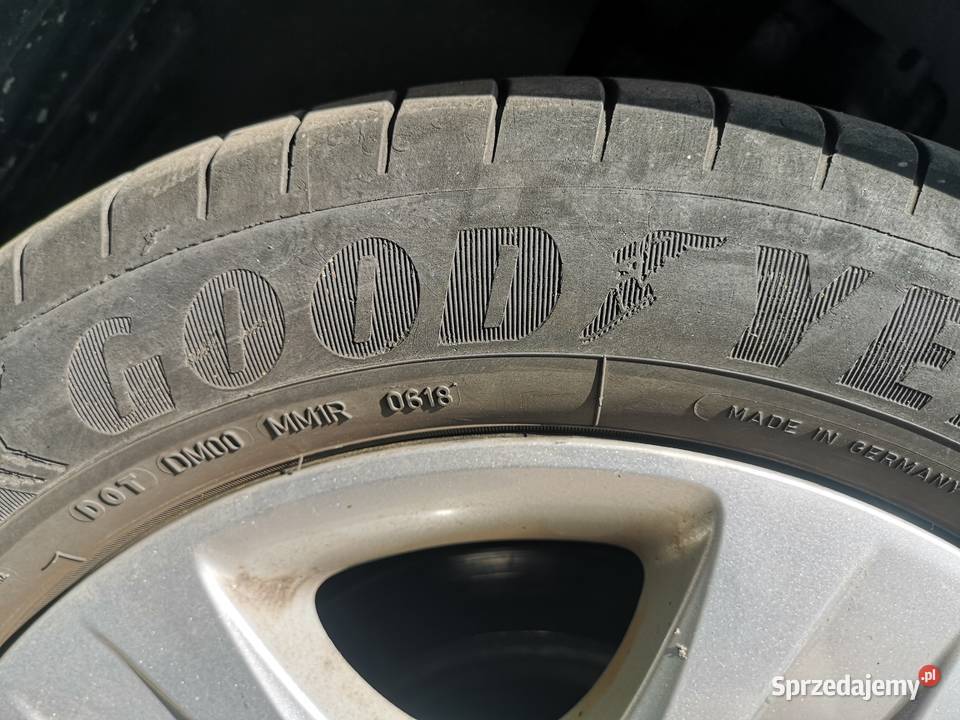 GOODYE
DOT DM00 MM1R 0618
MADE IN GERMANY
Sprzedajemy.pl